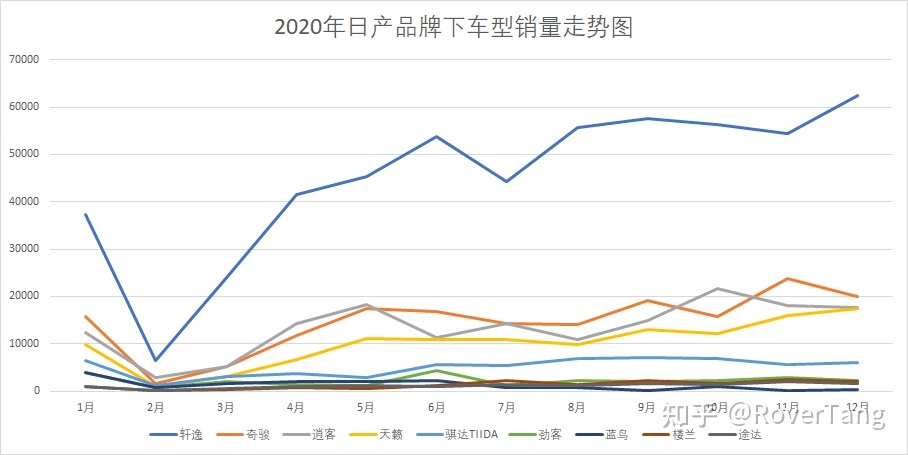 2020年日产品牌下车型销量走势图
70000
60000
50000
40000
30000
20000
10000
0
1月 2月 3月 4月 5月 6月 7月 8月 9月 10月 11月 12月
轩逸 奇骏 逍客 天籁 骐达TIIDA 劲客 蓝鸟 楼兰 途达
知乎 @RoverTang